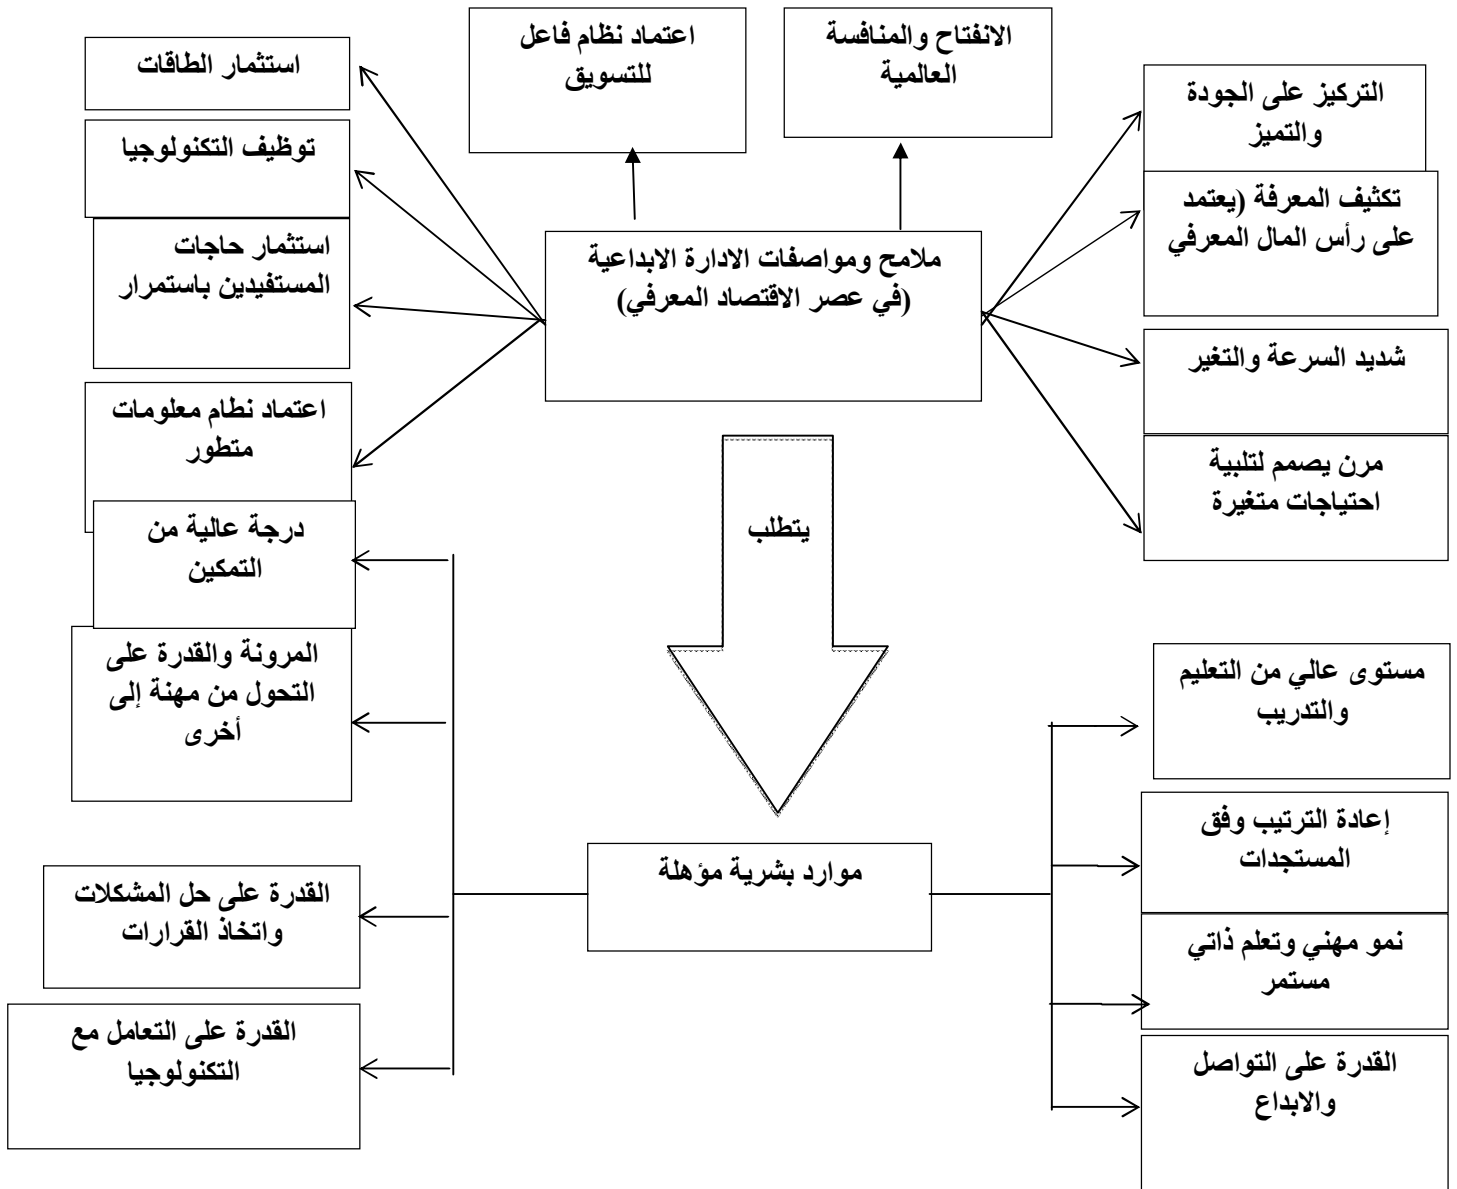 الانفتاح والمنافسة
العالمية
اعتماد نظام فاعل
للتسويق
التركيز على الجودة
والتميز
تكثيف المعرفة (يعتمد
على رأس المال المعرفي
شديد السرعة والتغير
مرن يصمم لتلبية
احتياجات متغيرة
ملامح ومواصفات الادارة الابداعية
(في عصر الاقتصاد المعرفي)
استثمار الطاقات
توظيف التكنولوجيا
استثمار حاجات
المستفيدين باستمرار
اعتماد نطام معلومات
متطور
يتطلب
موارد بشرية مؤهلة
مستوى عالي من التعليم
والتدريب
إعادة الترتيب وفق
المستجدات
نمو مهني وتعلم ذاتي
مستمر
القدرة على التواصل
والابداع
درجة عالية من
التمكين
المرونة والقدرة على
التحول من مهنة إلى
أخرى
القدرة على حل المشكلات
واتخاذ القرارات
القدرة على التعامل مع
التكنولوجيا